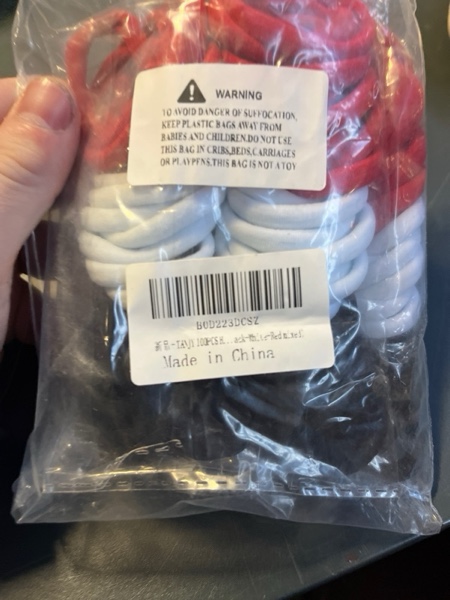 WARNING
TO AVOID DANGER OF SUFFOCATION,
KEEP PLASTIC BAGS AWAY FROM
BABIES AND CHILDREN.DO NOT USE
THIS BAG IN CRIBS,BEDS,CARRIAGES
OR PLAYPENS.THIS BAG IS NOT A TOY
B0D223DCSZ
Made in China